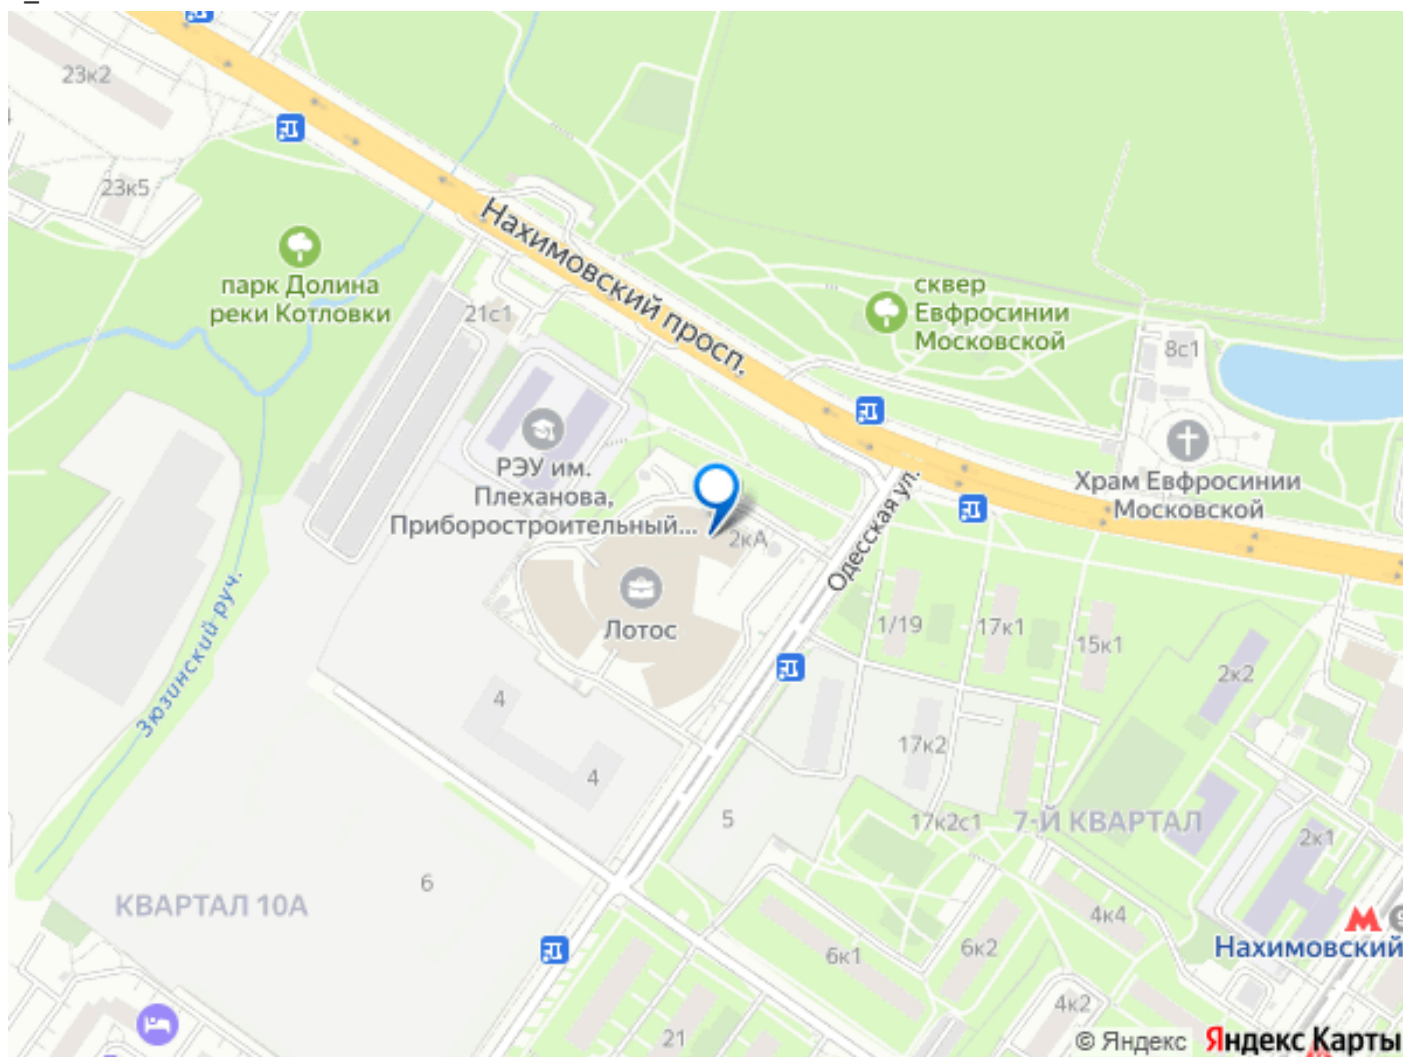 23к2
23к5
Нахимовский просп.
парк Долина
реки Котловки
21с1
сквер
Евфросинии
Московской
8с1
РЭУ им.
Плеханова,
Приборостроительный...
2кА
Храм Евфросинии
Московской
Одесская ул.
Лотос
Зюзинский руч.
1/19
17к1
15к1
2к2
4
17к2
4
5
17к2с1
7-Й КВАРТАЛ
2к1
6
КВАРТАЛ 10А
4к4
6к1
6к2
Нахимовский
4к2
21
© Яндекс
Яндекс Карты